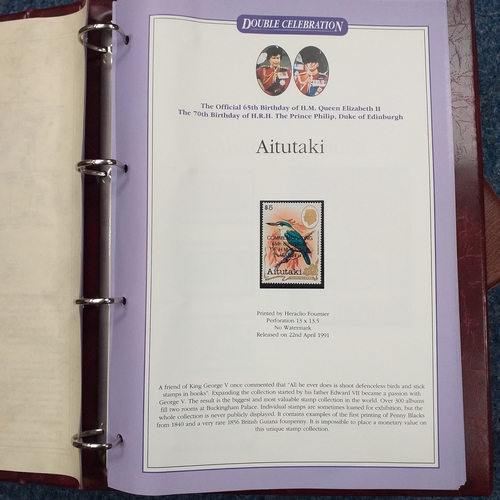 DOUBLE CELEBRATION
The Official 65th Birthday of H.M. Queen Elizabeth II
The 70th Birthday of H.R.H. The Prince Philip, Duke of Edinburgh
Aitutaki
$8
COMMEMORATING
65th BIRTHDAY
Aitutaki
Printed by Heraclio Fournier
Perforation 13 x 13.5
No Watermark
Released on 22nd April 1991
A friend of King George V once commented that "All he ever does is shoot defenceless birds and stick
stamps in books". Expanding the collection started by his father Edward VII became a passion with
George V. The result is the biggest and most valuable stamp collection in the world. Over 300 albums
fill two rooms at Buckingham Palace. Individual stamps are sometimes loaned for exhibition, but the
whole collection is never publically displayed. It contains examples of the first printing of Penny Blacks
from 1840 and a very rare 1856 British Guiana fourpenny. It is impossible to place a monetary value on
this unique stamp collection.